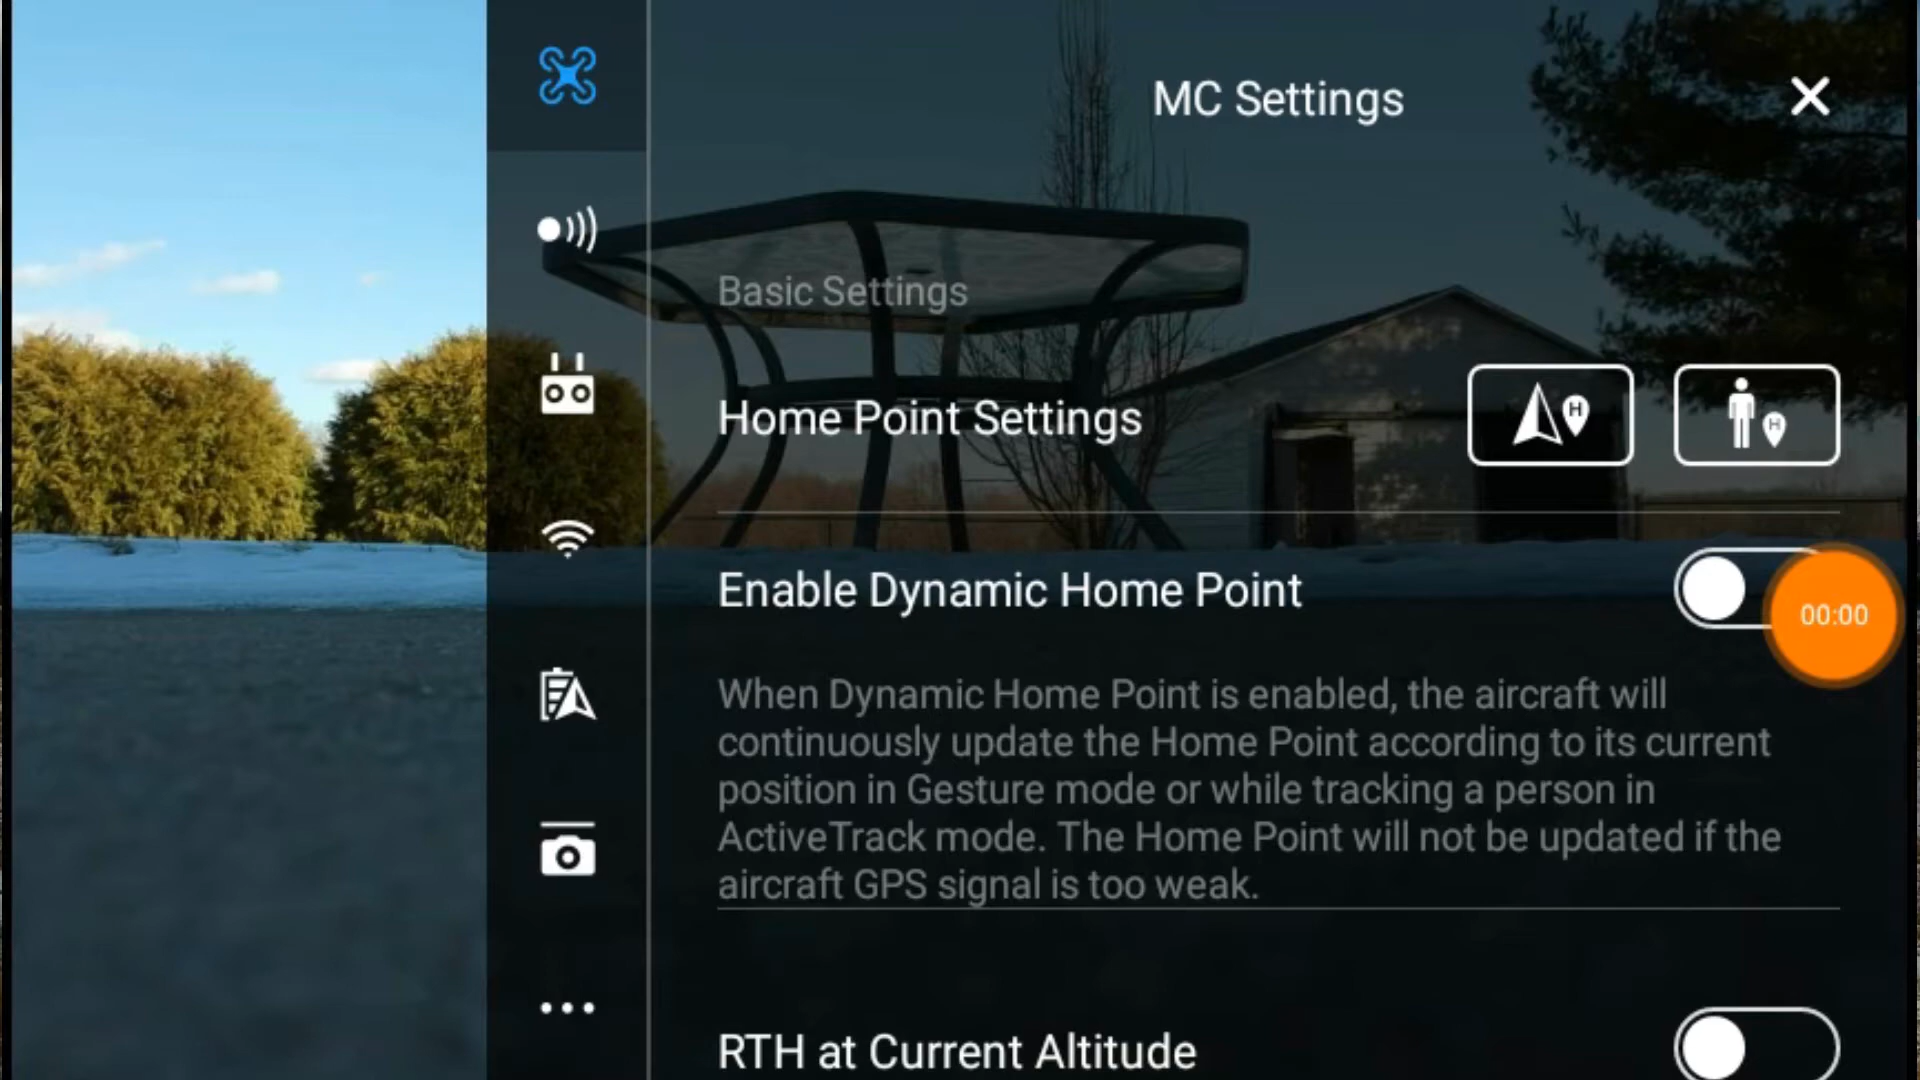 MC Settings
Basic Settings
Home Point Settings
H
H
Enable Dynamic Home Point
00:00
When Dynamic Home Point is enabled, the aircraft will
continuously update the Home Point according to its current
position in Gesture mode or while tracking a person in
ActiveTrack mode. The Home Point will not be updated if the
aircraft GPS signal is too weak.
RTH at Current Altitude